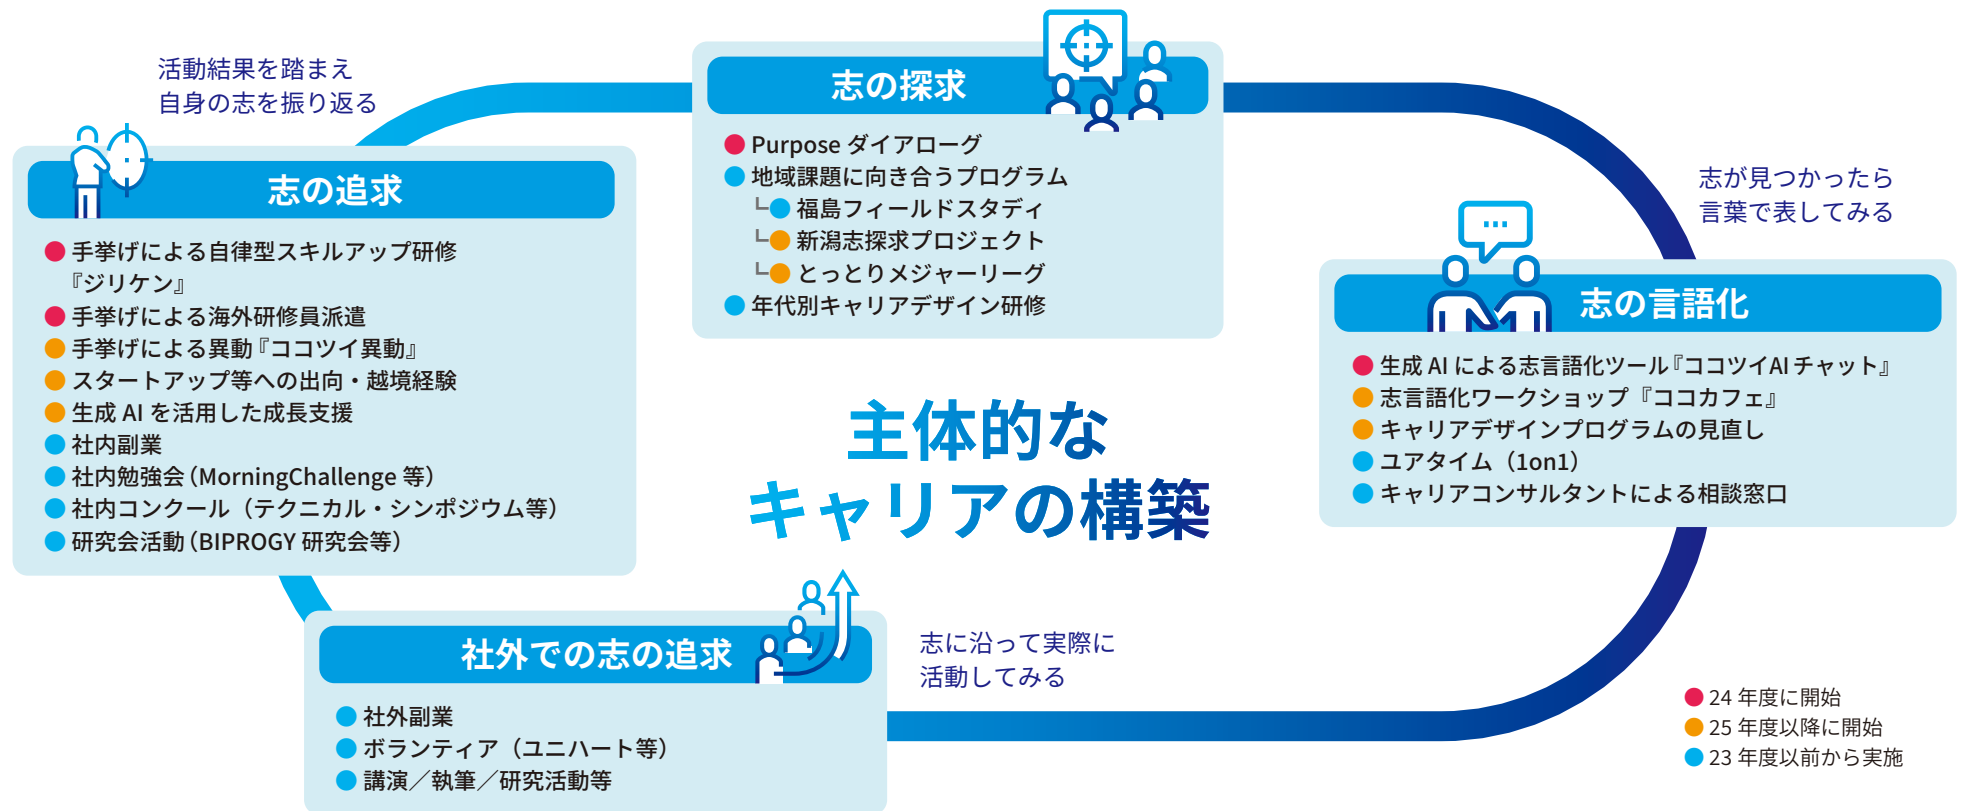 活動結果を踏まえ
自身の志を振り返る
志の追求
手挙げによる自律型スキルアップ研修
『ジリケン』
手挙げによる海外研修員派遣
手挙げによる異動『ココツイ異動』
スタートアップ等への出向・越境経験
生成 AI を活用した成長支援
社内副業
社内勉強会（MorningChallenge 等）
社内コンクール（テクニカル・シンポジウム等）
研究会活動（BIPROGY 研究会等）
志の探求
Purpose ダイアローグ
地域課題に向き合うプログラム
福島フィールドスタディ
新潟志探求プロジェクト
とっとりメジャーリーグ
年代別キャリアデザイン研修
志が見つかったら
言葉で表してみる
志の言語化
生成 AI による志言語化ツール『ココツイAI チャット』
志言語化ワークショップ『ココカフェ』
キャリアデザインプログラムの見直し
ユアタイム（1on1）
キャリアコンサルタントによる相談窓口
主体的な
キャリアの構築
志に沿って実際に
活動してみる
社外での志の追求
社外副業
ボランティア（ユニハート等）
講演／執筆／研究活動等
24 年度に開始
25 年度以降に開始
23 年度以前から実施